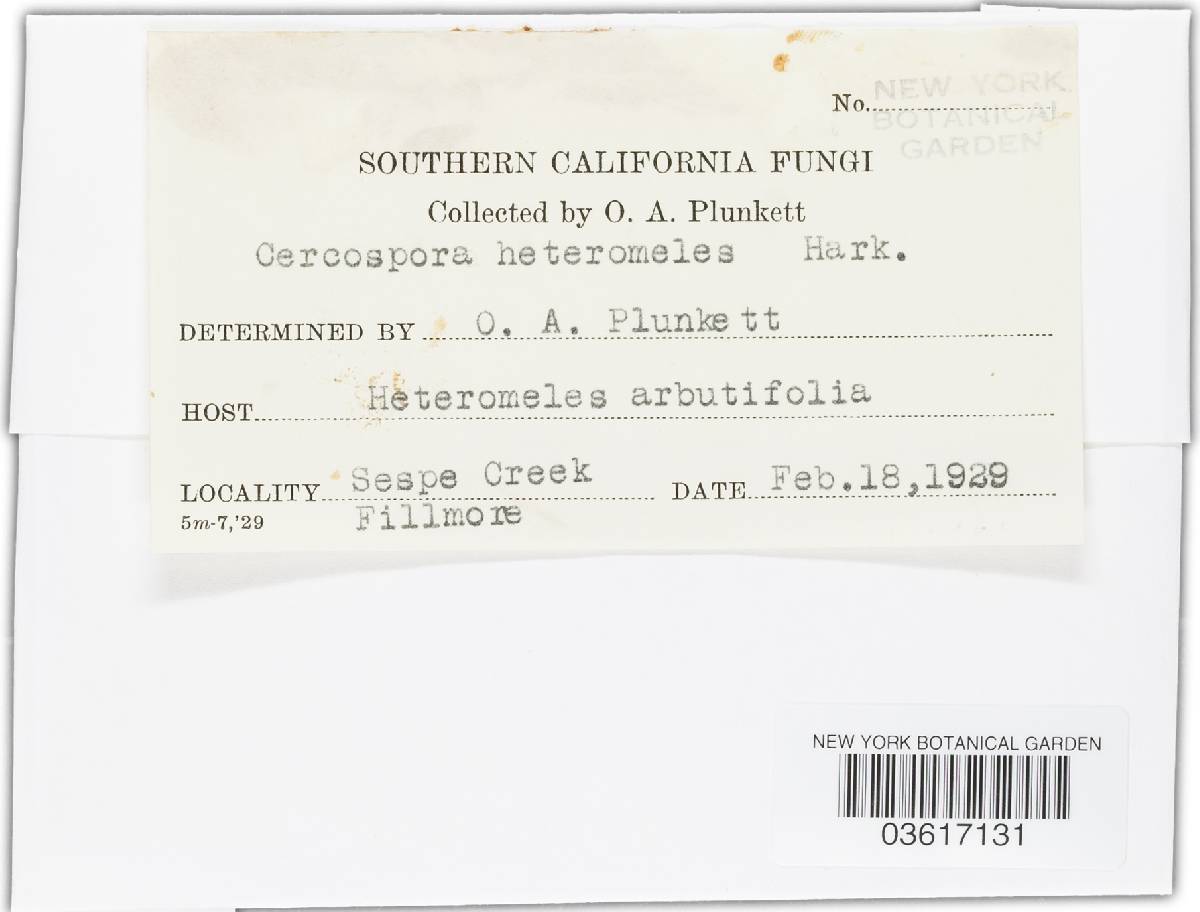 No.
NEW YORK
BOTANICAL
GARDEN
SOUTHERN CALIFORNIA FUNGI
Collected by O. A. Plunkett
Cercospora heteromeles Hark.
DETERMINED BY O. A. Plunkett
HOST Heteromeles arbutifolia
LOCALITY Sespe Creek DATE Feb.18,1929
5m-7,'29 Fillmore
NEW YORK BOTANICAL GARDEN
03617131